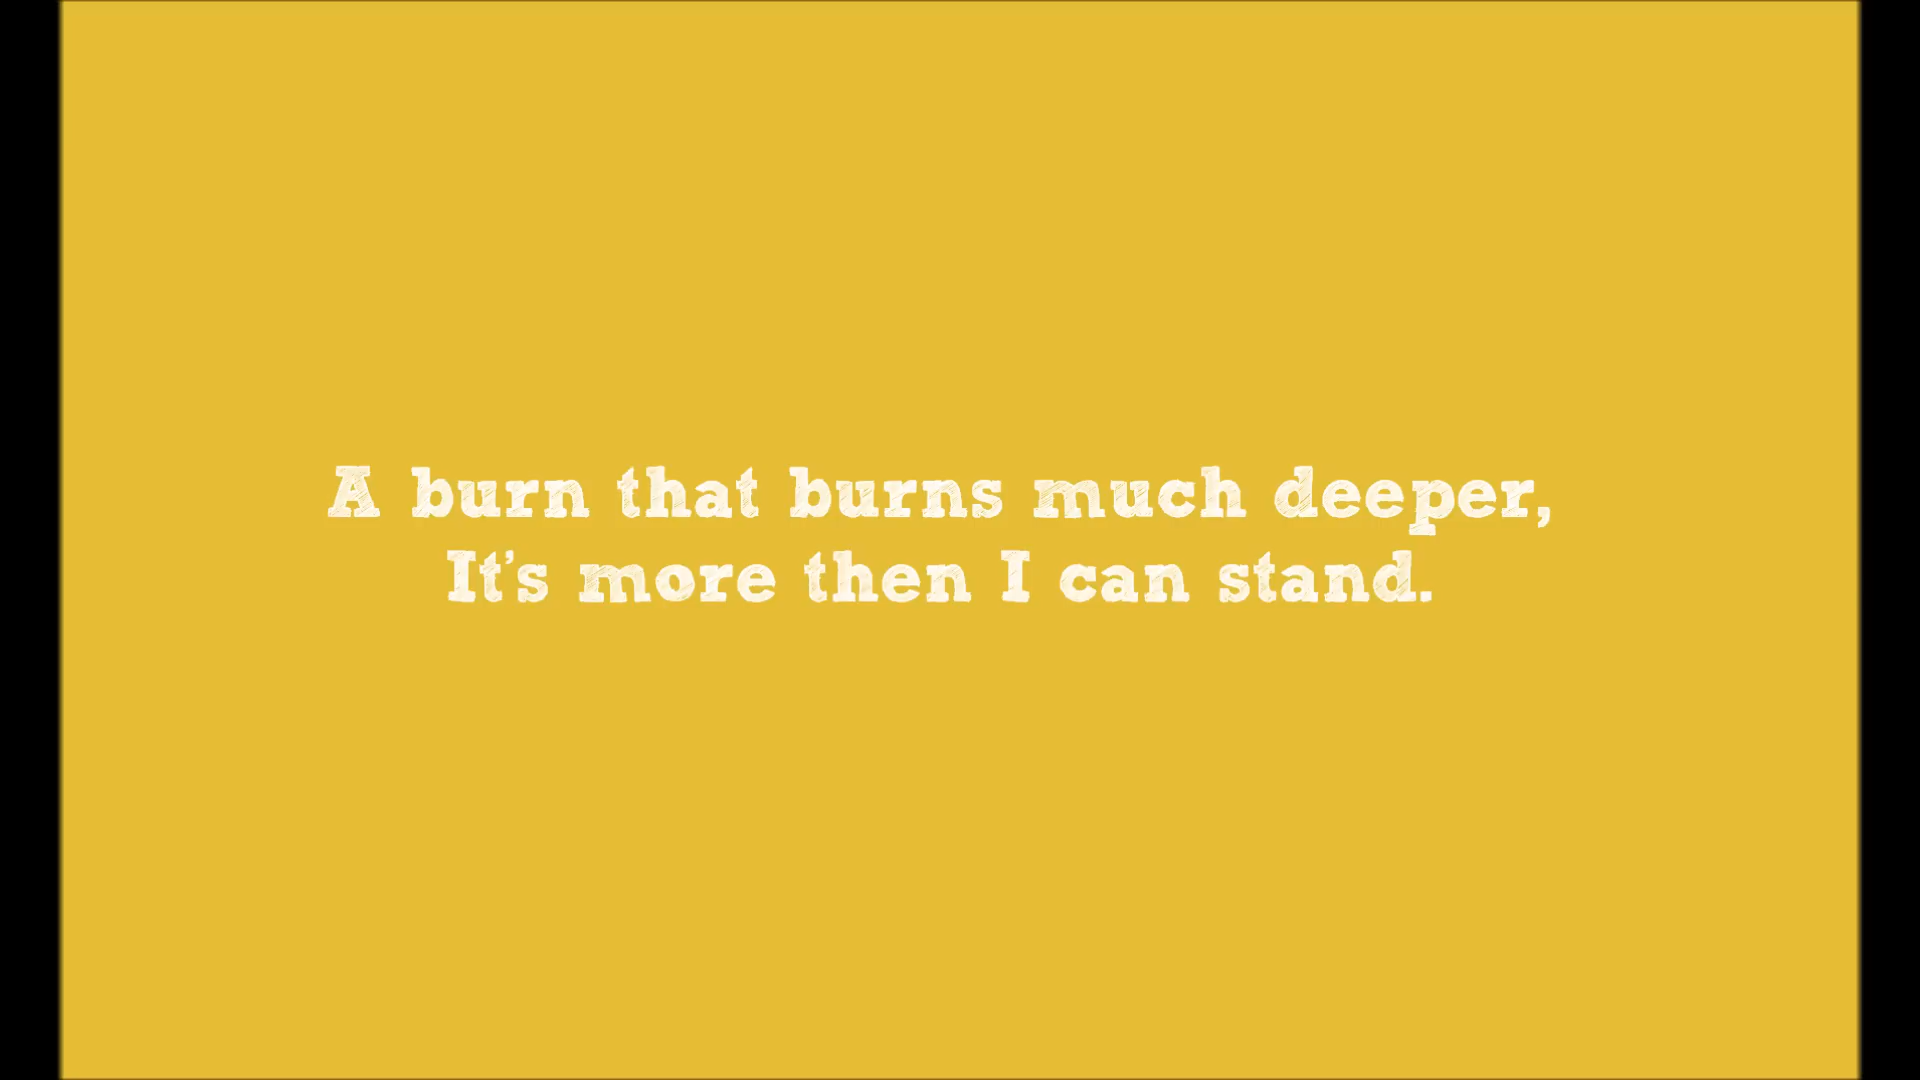 A burn that burns much deeper,
It's more then I can stand.